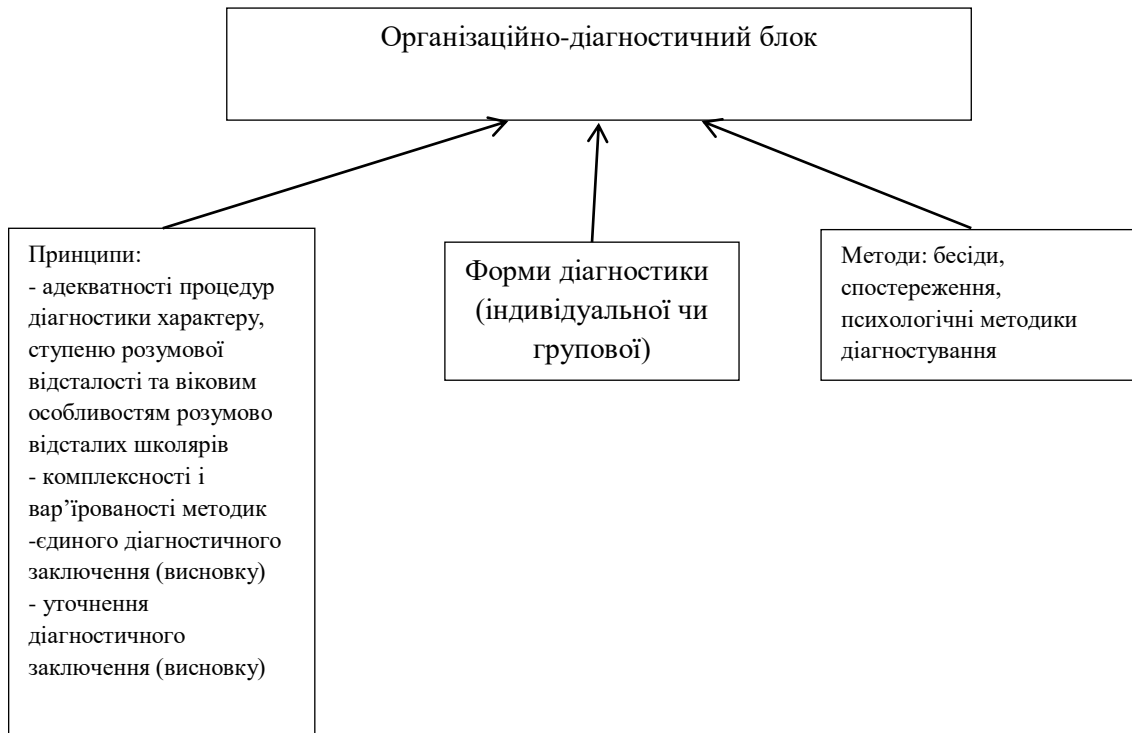 Організаційно-діагностичний блок
Принципи:
- адекватності процедур
діагностики характеру,
ступеню розумової
відсталості та віковим
особливостям розумово
відсталих школярів
- комплексності і
вар’їрованості методик
-єдиного діагностичного
заключення (висновку)
- уточнення
діагностичного
заключення (висновку)
Форми діагностики
(індивідуальної чи
групової)
Методи: бесіди,
спостереження,
психологічні методики
діагностування